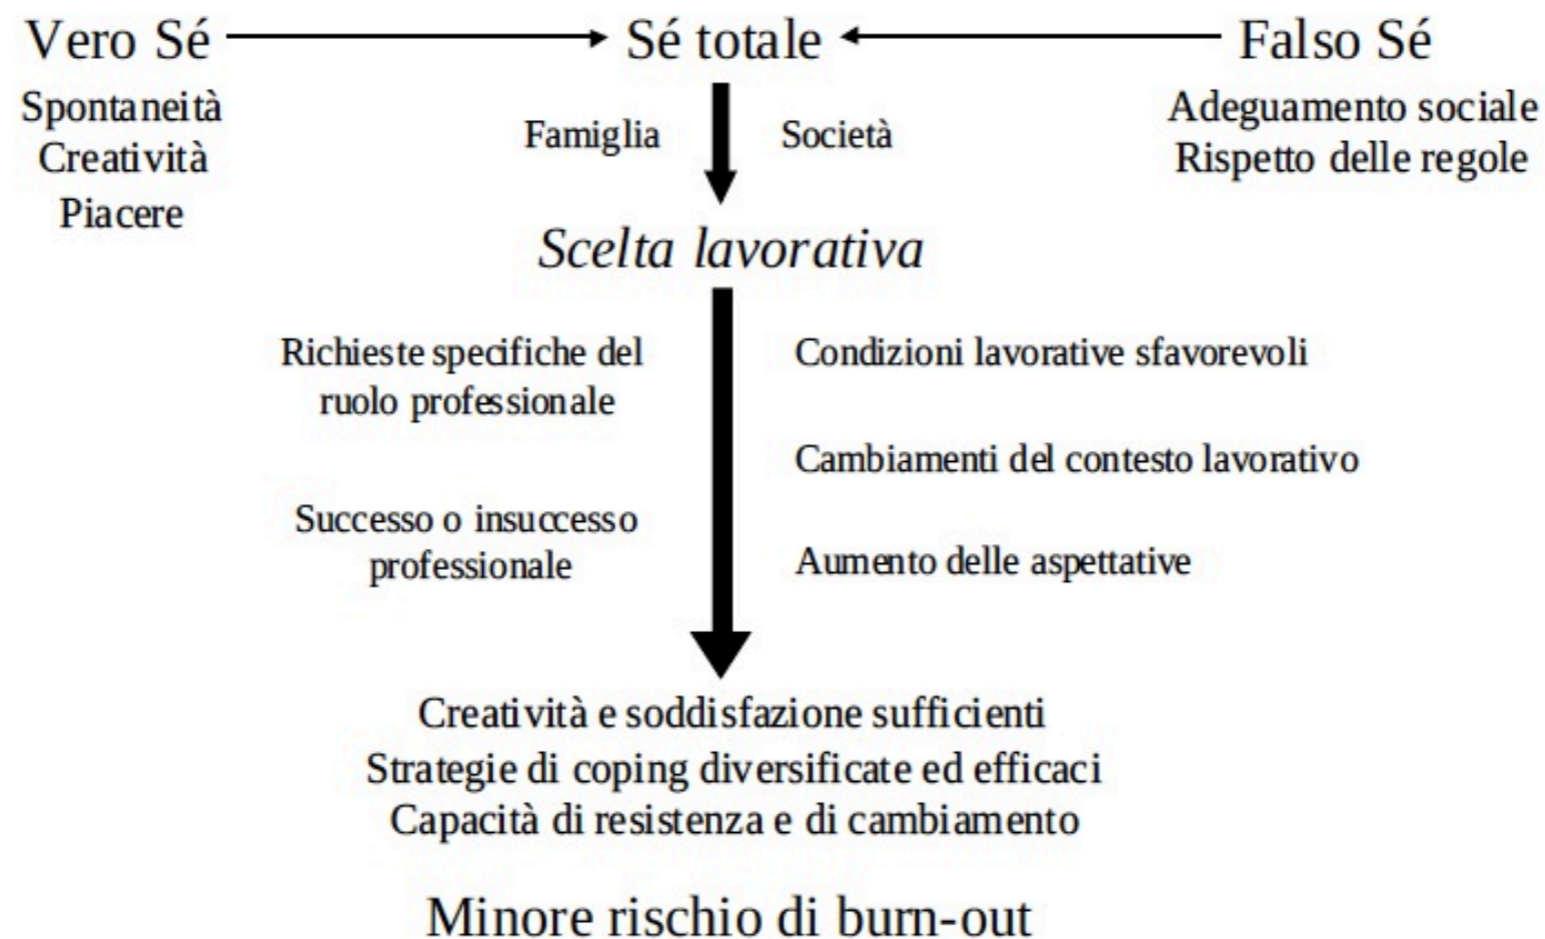 Vero Sé
Sé totale
Falso Sé
Spontaneità
Creatività
Piacere
Famiglia
Società
Adeguamento sociale
Rispetto delle regole
Scelta lavorativa
Richieste specifiche del
ruolo professionale
Condizioni lavorative sfavorevoli
Cambiamenti del contesto lavorativo
Successo o insuccesso
professionale
Aumento delle aspettative
Creatività e soddisfazione sufficienti
Strategie di coping diversificate ed efficaci
Capacità di resistenza e di cambiamento
Minore rischio di burn-out